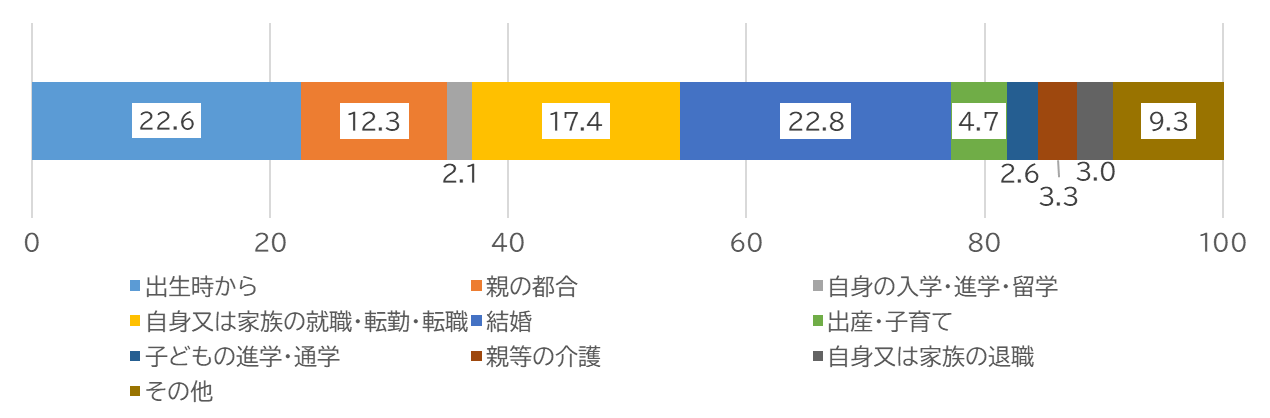 22.6 12.3 17.4 22.8 4.7 9.3
2.1 2.6 3.0
3.3
0 20 40 60 80 100
出生時から 親の都合 自身の入学・進学・留学
自身又は家族の就職・転勤・転職 結婚 出産・子育て
子どもの進学・通学 親等の介護 自身又は家族の退職
その他